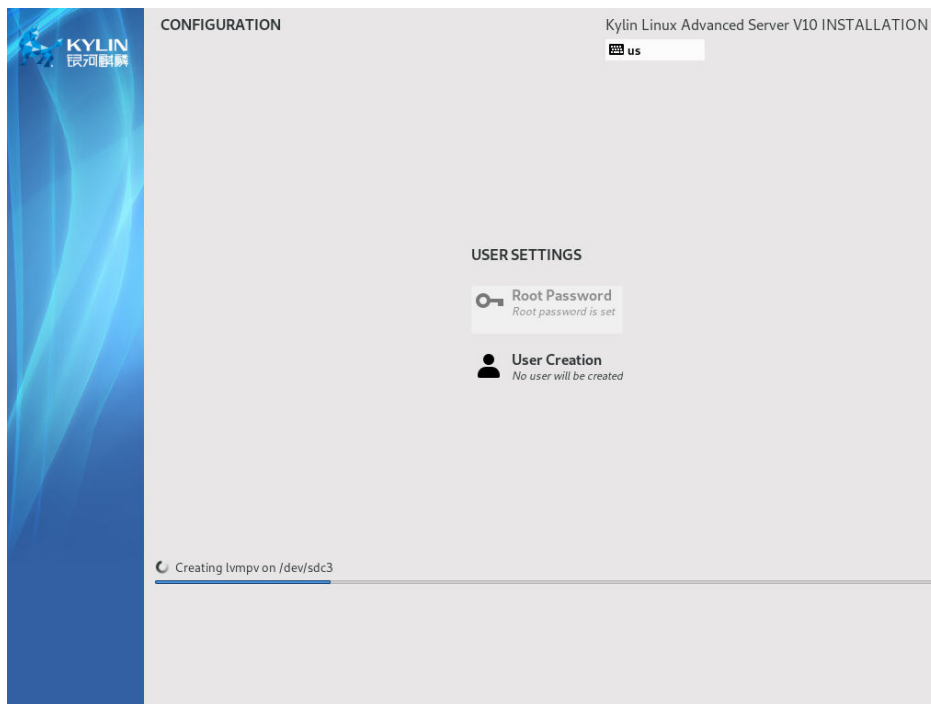 KYLIN
银河麒麟
CONFIGURATION
Kylin Linux Advanced Server V10 INSTALLATION
us
USER SETTINGS
Root Password
Root password is set
User Creation
No user will be created
Creating lvmpv on /dev/sdc3